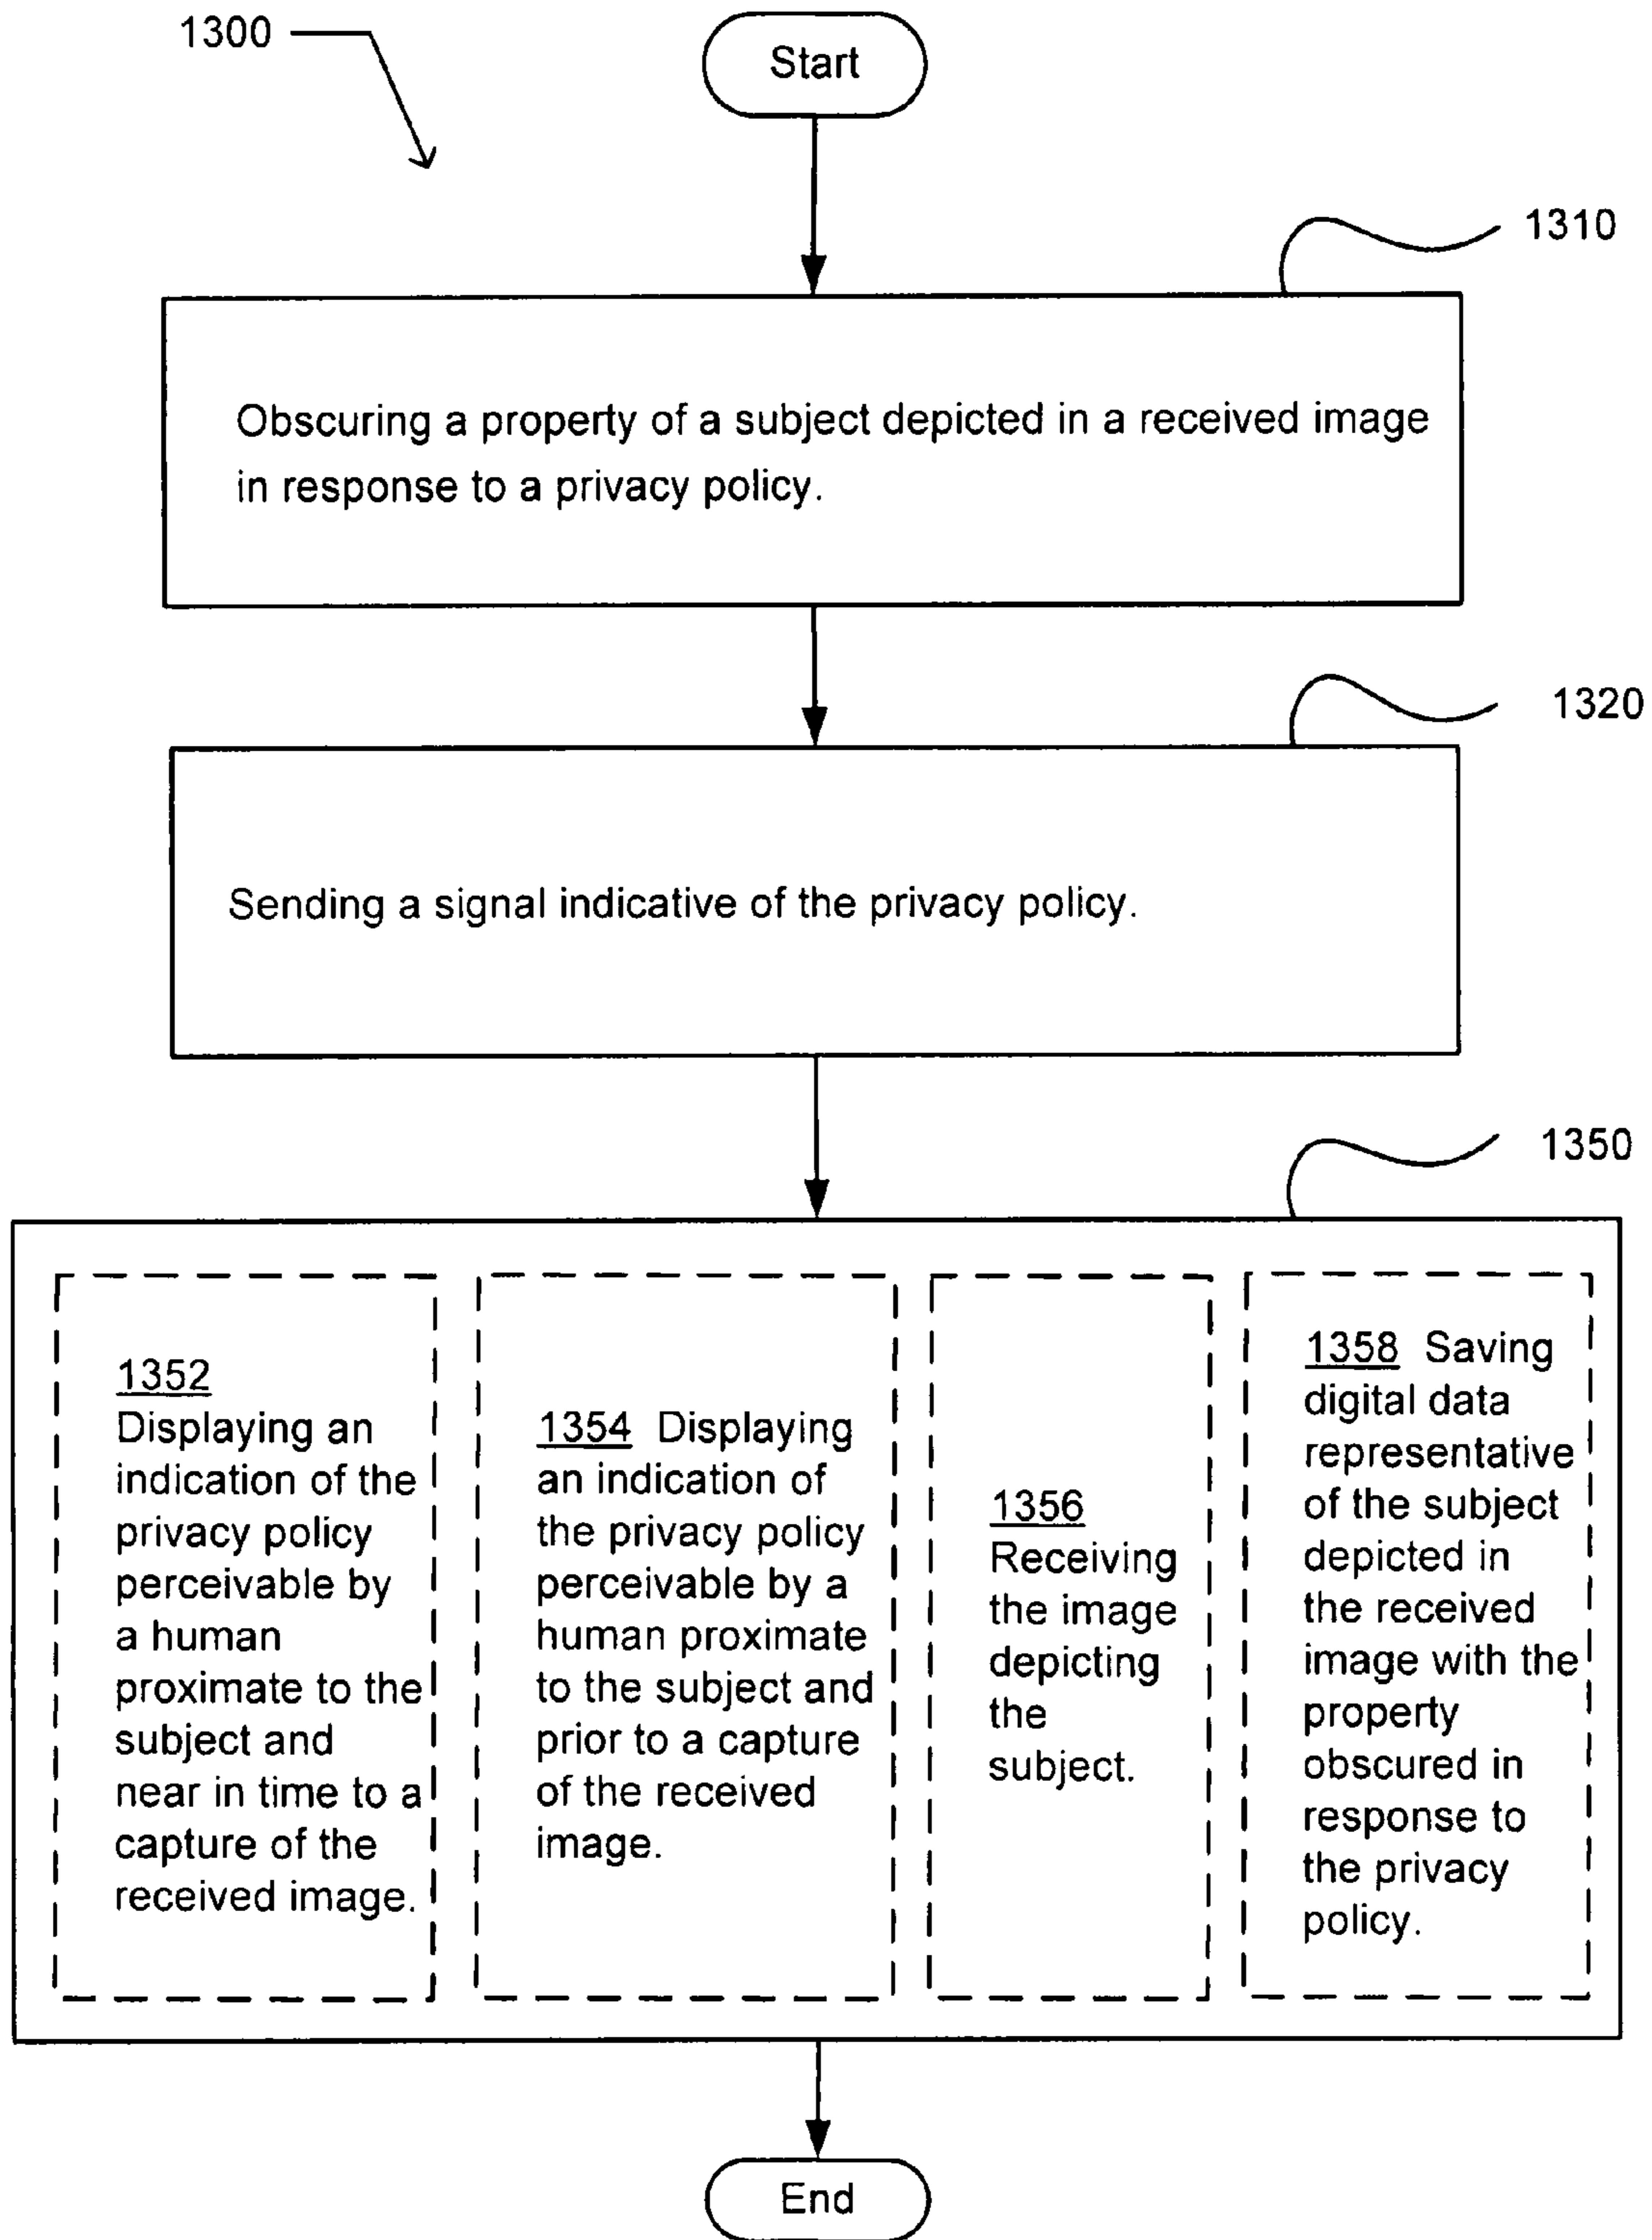 1300
Start
1310
Obscuring a property of a subject depicted in a received image
in response to a privacy policy.
1320
Sending a signal indicative of the privacy policy.
1350
1352
Displaying an
indication of the
privacy policy
perceivable by
a human
proximate to the
subject and
near in time to a
capture of the
received image.
1354 Displaying
an indication of
the privacy policy
perceivable by a
human proximate
to the subject and
prior to a capture
of the received
image.
1356
Receiving
the image
depicting
the
subject.
1358 Saving
digital data
representative
of the subject
depicted in
the received
image with the
property
obscured in
response to
the privacy
policy.
End